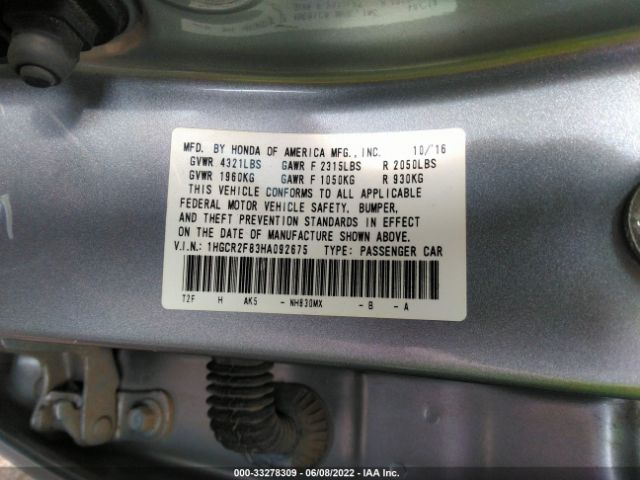 MFD. BY HONDA OF AMERICA MFG., INC. 10/'16
GVWR 4321LBS GAWR F 2315LBS R 2050LBS
GVWR 1960KG GAWR F 1050KG R 930KG
THIS VEHICLE CONFORMS TO ALL APPLICABLE
FEDERAL MOTOR VEHICLE SAFETY, BUMPER,
AND THEFT PREVENTION STANDARDS IN EFFECT
ON THE DATE OF MANUFACTURE SHOWN ABOVE.
V.I.N.: 1HGCR2F83HA092675 TYPE: PASSENGER CAR
T2F H AK5 - NH830MX - B - A
000-33278309 - 06/08/2022 - IAA Inc.